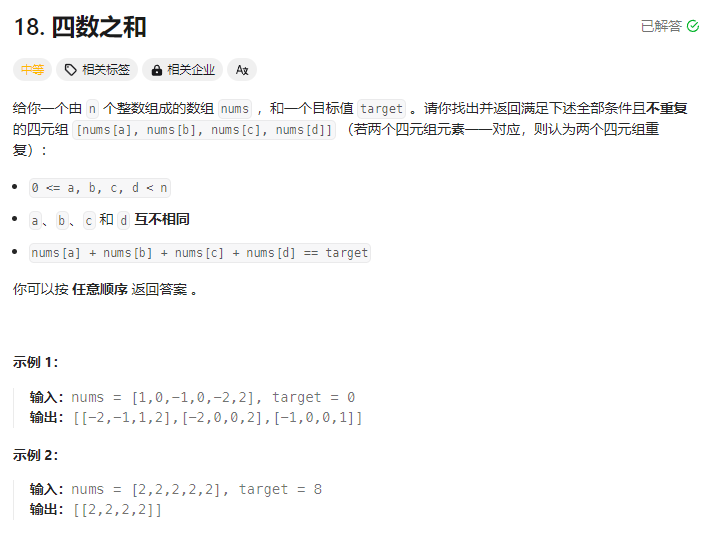 18. 四数之和
已解答
中等 相关标签 相关企业 Aあ
给你一个由 n 个整数组成的数组 nums ，和一个目标值 target 。请你找出并返回满足下述全部条件且不重复
的四元组 [nums[a], nums[b], nums[c], nums[d]] （若两个四元组元素一一对应，则认为两个四元组重
复）：
• 0 <= a, b, c, d < n
• a、b、c 和 d 互不相同
• nums[a] + nums[b] + nums[c] + nums[d] == target
你可以按 任意顺序 返回答案 。
示例 1：
输入：nums = [1,0,-1,0,-2,2], target = 0
输出：[[-2,-1,1,2],[-2,0,0,2],[-1,0,0,1]]
示例 2：
输入：nums = [2,2,2,2,2], target = 8
输出：[[2,2,2,2]]